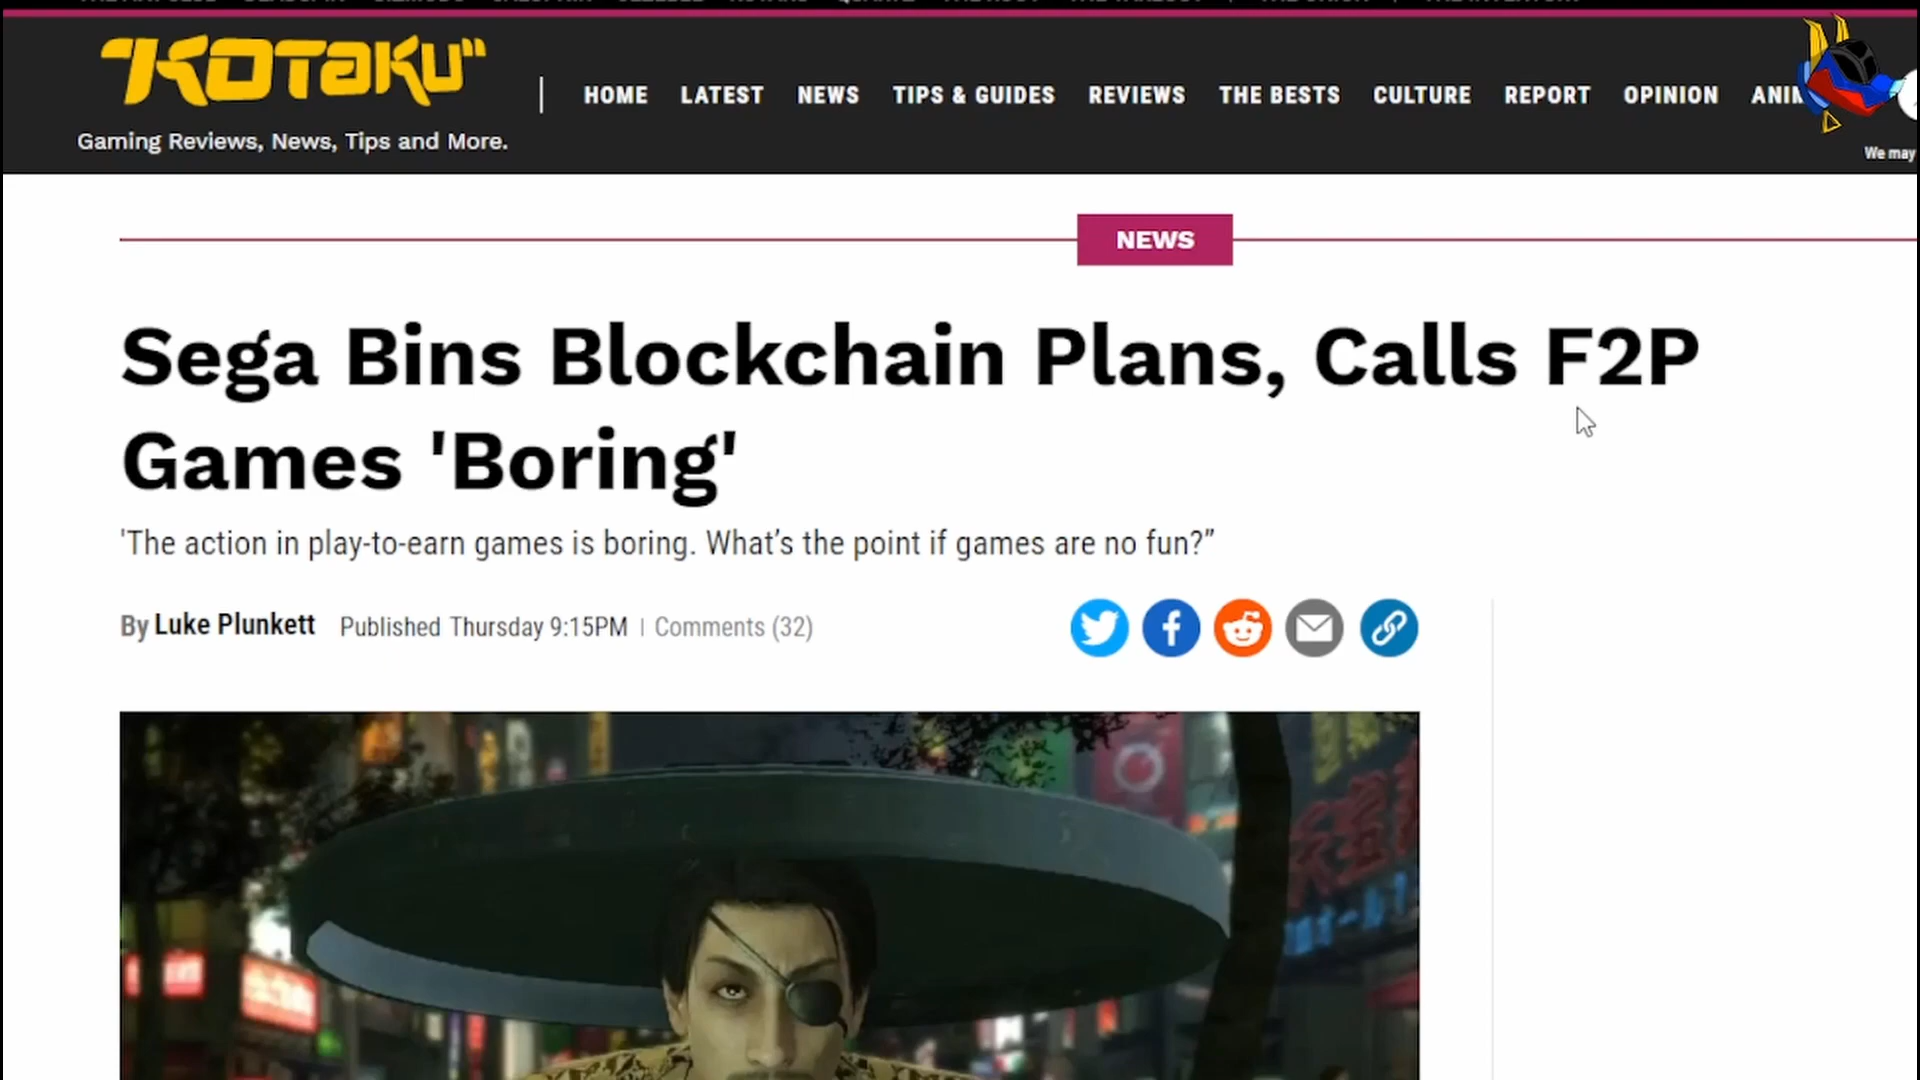 KOTaKU
HOME LATEST NEWS TIPS & GUIDES REVIEWS THE BESTS CULTURE REPORT OPINION
Gaming Reviews, News, Tips and More.
We may
NEWS
Sega Bins Blockchain Plans, Calls F2P
Games 'Boring'
'The action in play-to-earn games is boring. What’s the point if games are no fun?”
By Luke Plunkett Published Thursday 9:15PM | Comments (32)